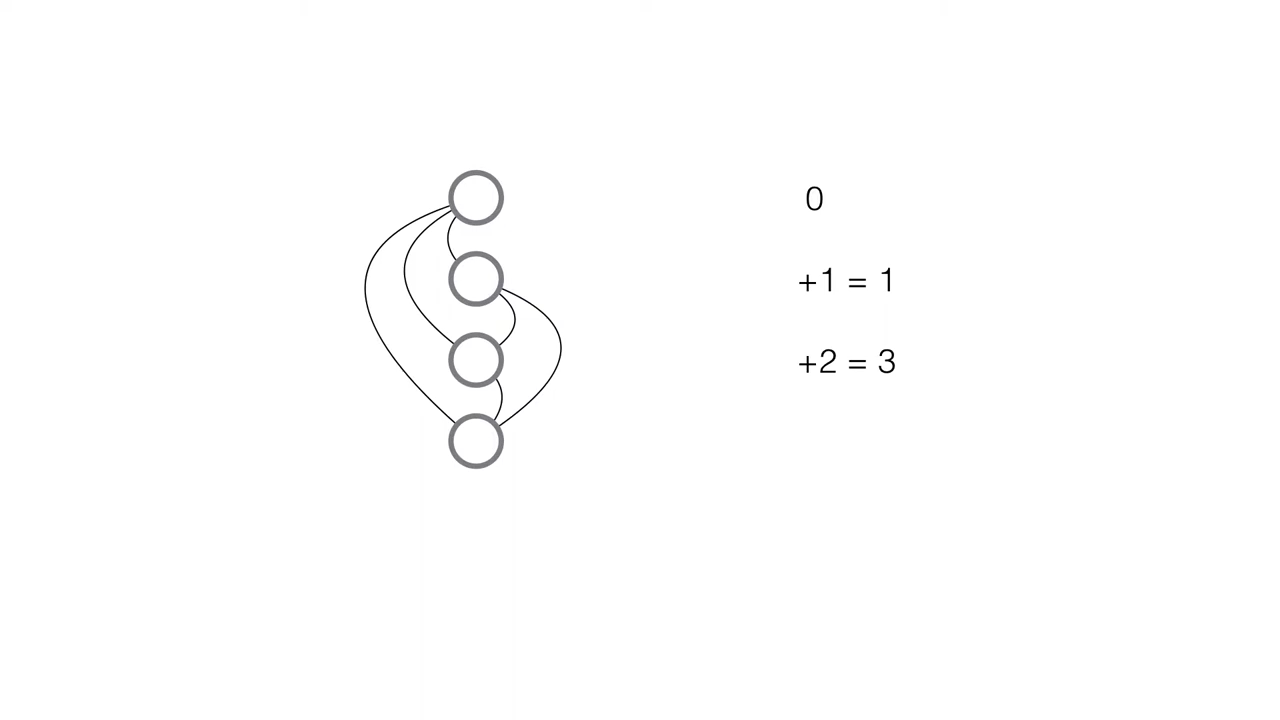 0
+1 = 1
+2 = 3